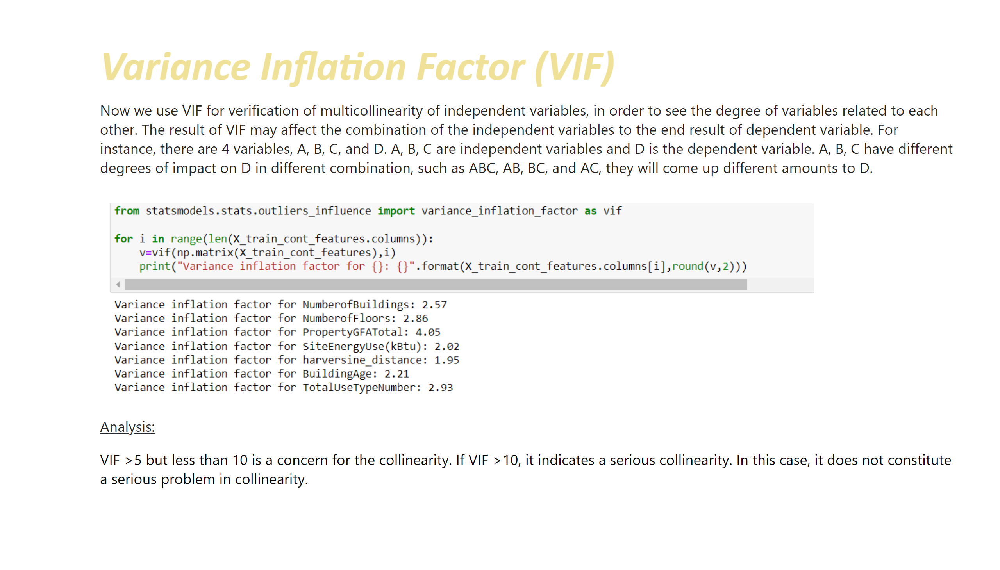 Variance Inflation Factor (VIF)
Now we use VIF for verification of multicollinearity of independent variables, in order to see the degree of variables related to each
other. The result of VIF may affect the combination of the independent variables to the end result of dependent variable. For
instance, there are 4 variables, A, B, C, and D. A, B, C are independent variables and D is the dependent variable. A, B, C have different
degrees of impact on D in different combination, such as ABC, AB, BC, and AC, they will come up different amounts to D.
from statsmodels.stats.outliers_influence import variance_inflation_factor as vif
for i in range(len(X_train_cont_features.columns)):
    v=vif(np.matrix(X_train_cont_features),i)
    print("Variance inflation factor for {}: {}".format(X_train_cont_features.columns[i],round(v,2)))
Variance inflation factor for NumberofBuildings: 2.57
Variance inflation factor for NumberofFloors: 2.86
Variance inflation factor for PropertyGFATotal: 4.05
Variance inflation factor for SiteEnergyUse(kBtu): 2.02
Variance inflation factor for harversine_distance: 1.95
Variance inflation factor for BuildingAge: 2.21
Variance inflation factor for TotalUseTypeNumber: 2.93
Analysis:
VIF >5 but less than 10 is a concern for the collinearity. If VIF >10, it indicates a serious collinearity. In this case, it does not constitute
a serious problem in collinearity.